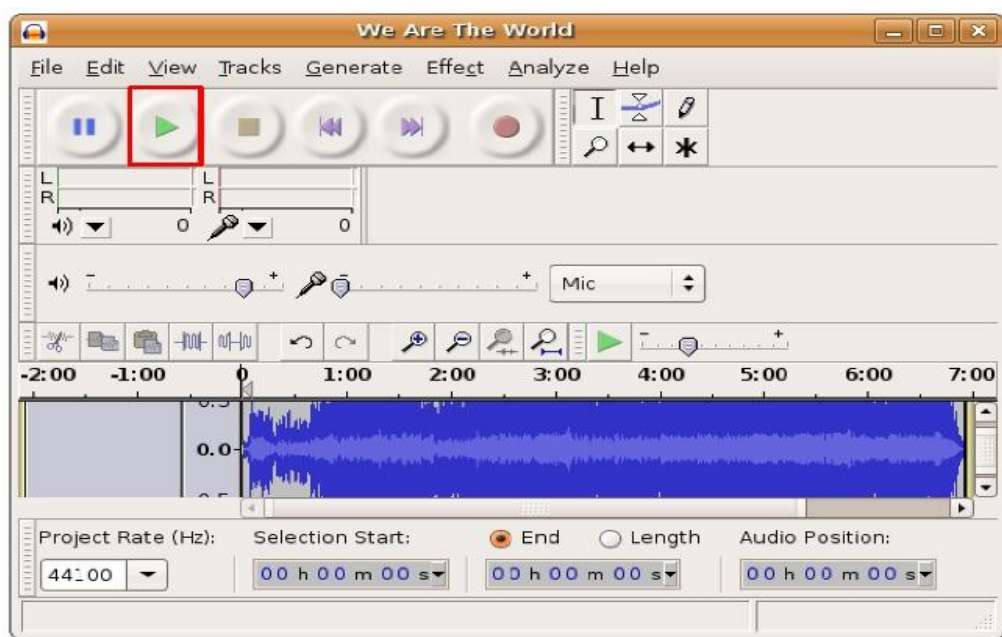 We Are The World
File Edit View Tracks Generate Effect Analyze Help
L L
R R
0 0
- + - + Mic
- +
-2:00 -1:00 0 1:00 2:00 3:00 4:00 5:00 6:00 7:00
0.0
Project Rate (Hz): Selection Start: End Length Audio Position:
44100 00 h 00 m 00 s 00 h 00 m 00 s 00 h 00 m 00 s